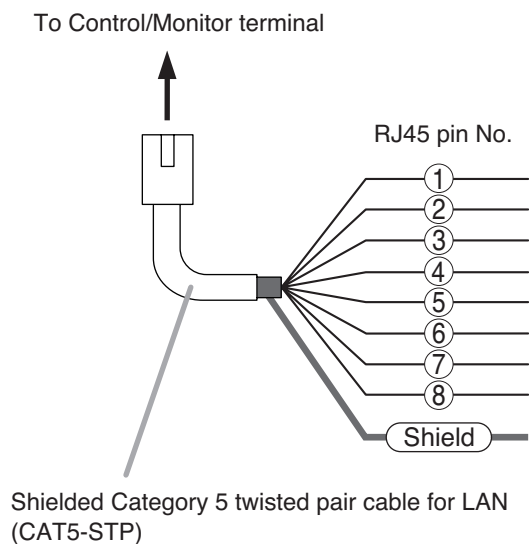 To Control/Monitor terminal
RJ45 pin No.
1
2
3
4
5
6
7
8
Shield
Shielded Category 5 twisted pair cable for LAN
(CAT5-STP)